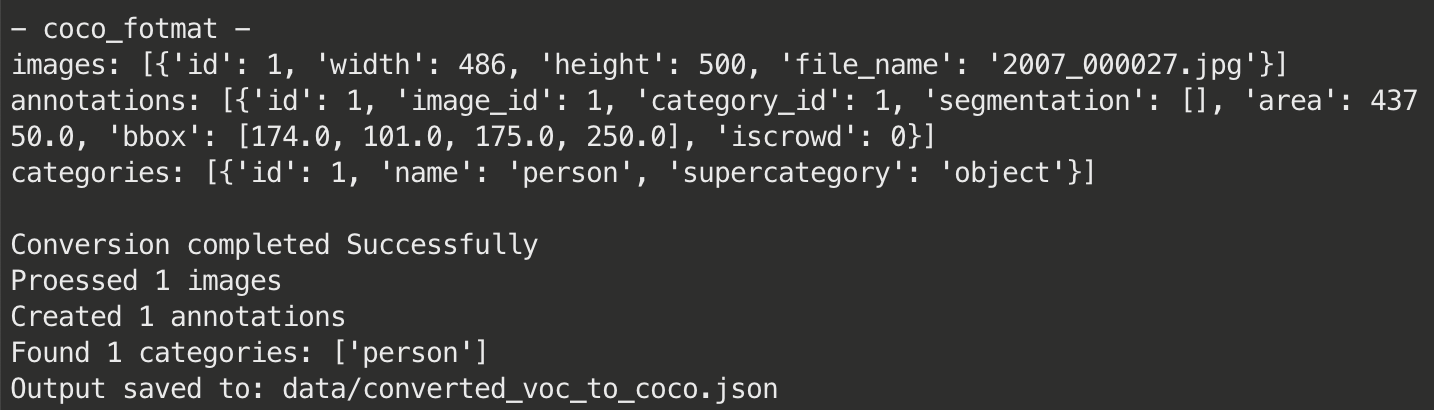 - coco_fotmat -
images: [{'id': 1, 'width': 486, 'height': 500, 'file_name': '2007_000027.jpg'}]
annotations: [{'id': 1, 'image_id': 1, 'category_id': 1, 'segmentation': [], 'area': 437
50.0, 'bbox': [174.0, 101.0, 175.0, 250.0], 'iscrowd': 0}]
categories: [{'id': 1, 'name': 'person', 'supercategory': 'object'}]
Conversion completed Successfully
Proessed 1 images
Created 1 annotations
Found 1 categories: ['person']
Output saved to: data/converted_voc_to_coco.json